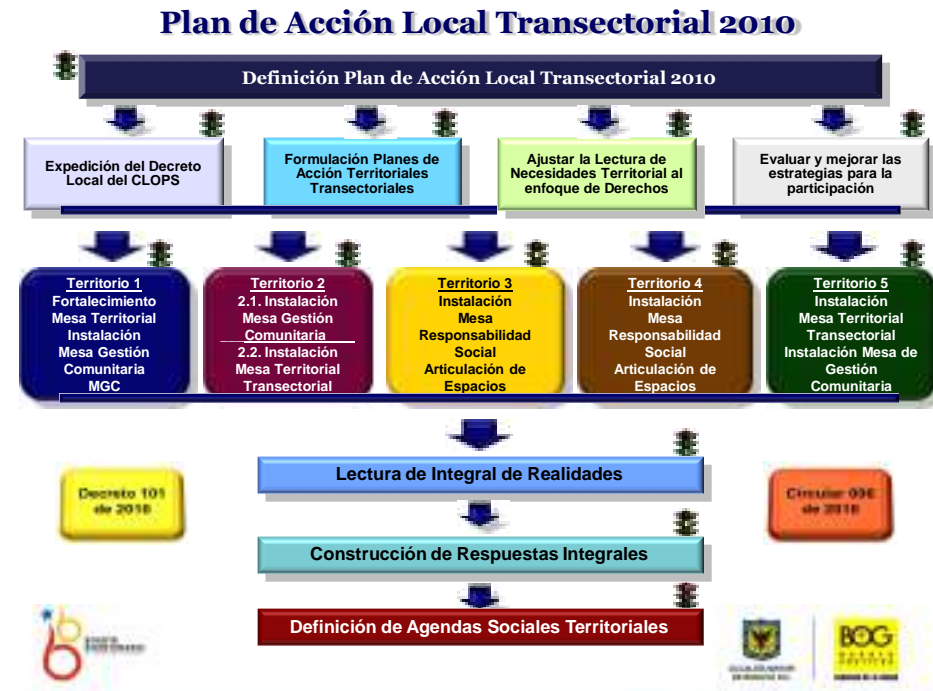 Plan de Acción Local Transectorial 2010
Definición Plan de Acción Local Transectorial 2010
Expedición del Decreto
Local del CLOPS
Formulación Planes de
Acción Territoriales
Transectoriales
Ajustar la Lectura de
Necesidades Territorial al
enfoque de Derechos
Evaluar y mejorar las
estrategias para la
participación
Territorio 1
Fortalecimiento
Mesa Territorial
Instalación
Mesa Gestión
Comunitaria
MGC
Territorio 2
2.1. Instalación
Mesa Gestión
Comunitaria
2.2. Instalación
Mesa Territorial
Transectorial
Territorio 3
Instalación
Mesa
Responsabilidad
Social
Articulación de
Espacios
Territorio 4
Instalación
Mesa
Responsabilidad
Social
Articulación de
Espacios
Territorio 5
Instalación
Mesa Territorial
Transectorial
Instalación Mesa de
Gestión
Comunitaria
Lectura de Integral de Realidades
Decreto 101
de 2010
Circular
de 2010
Construcción de Respuestas Integrales
Definición de Agendas Sociales Territoriales
BOG